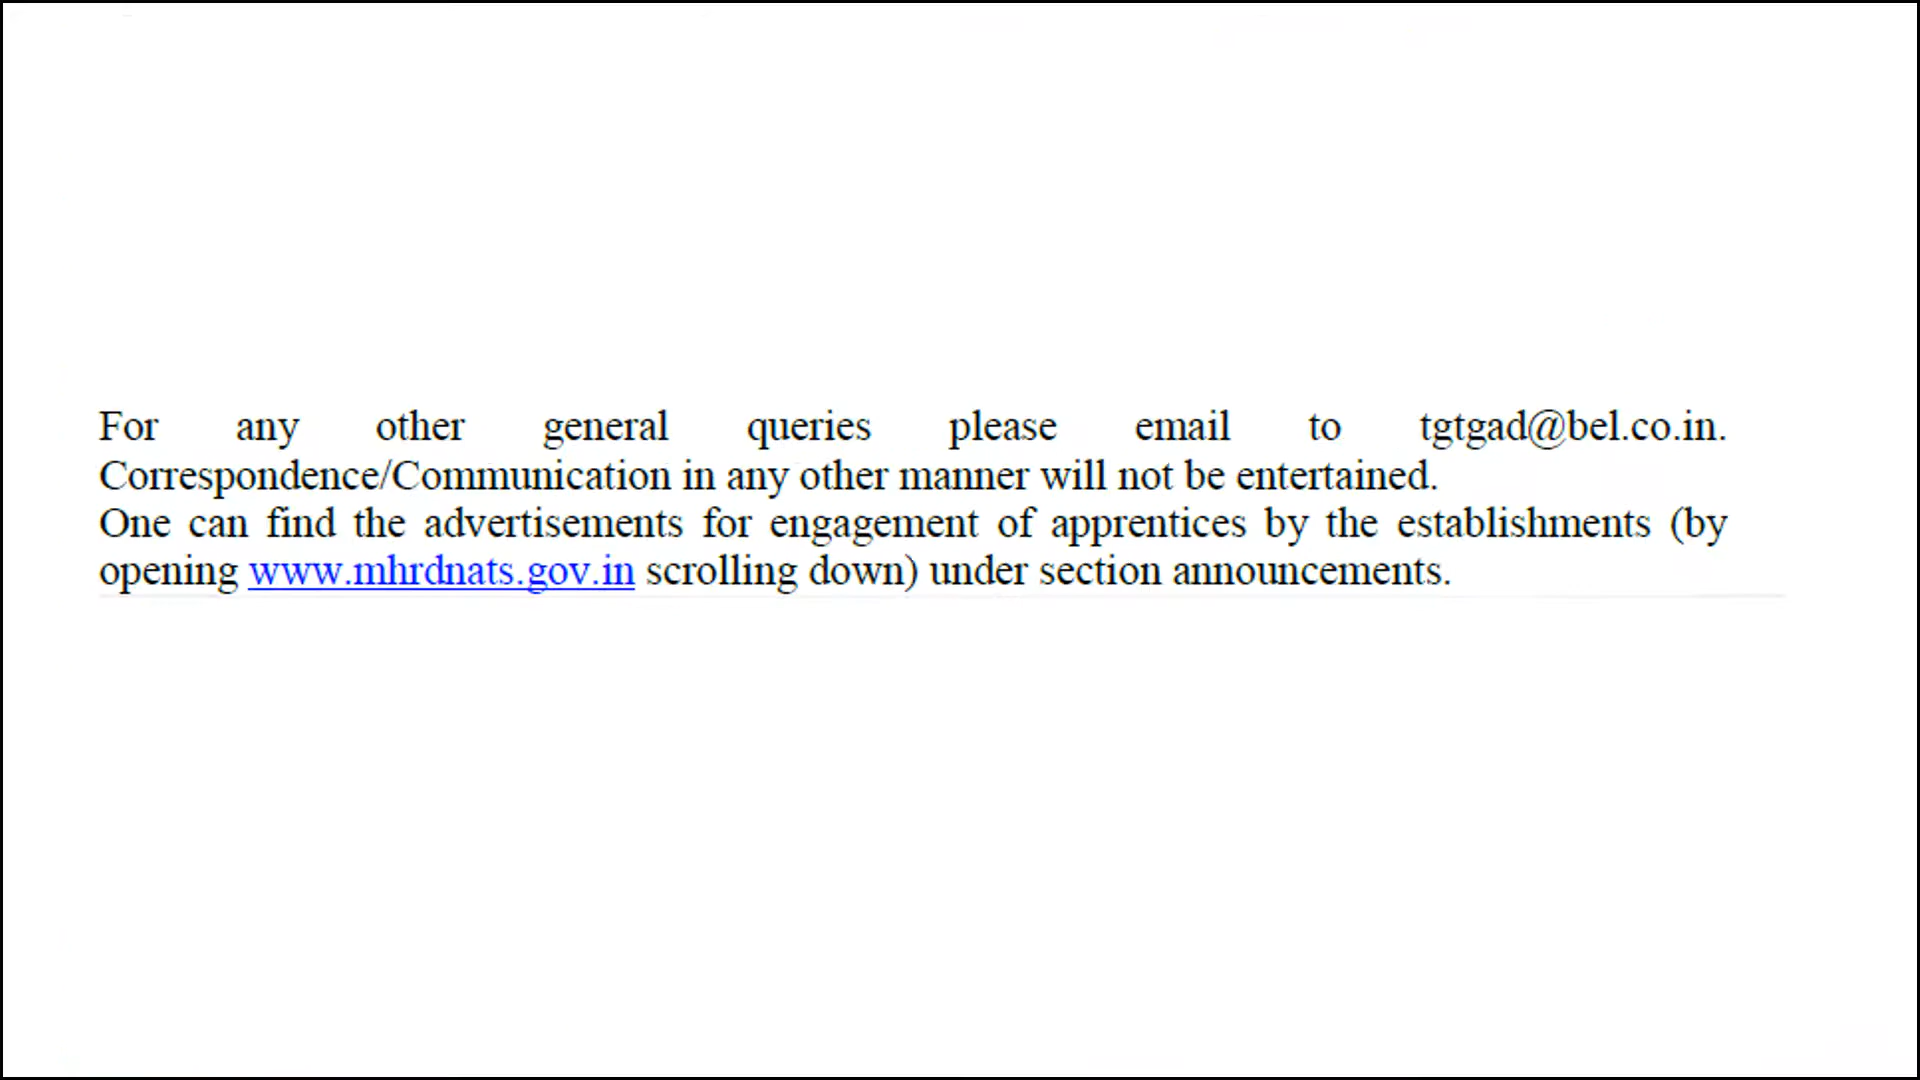 For any other general queries please email to tgtgad@bel.co.in.
Correspondence/Communication in any other manner will not be entertained.
One can find the advertisements for engagement of apprentices by the establishments (by
opening www.mhrdnats.gov.in scrolling down) under section announcements.